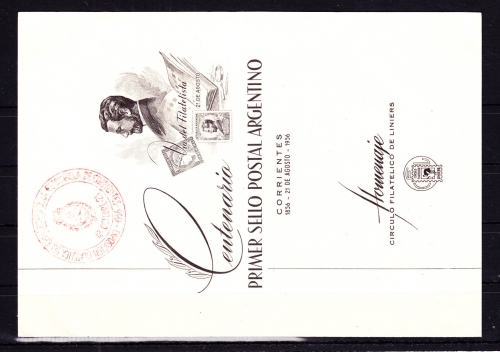 Día del Filatelista
21 DE AGOSTO
Centenario
PRIMER SELLO POSTAL ARGENTINO
CORRIENTES
1856 - 21 DE AGOSTO - 1956
Homenaje
CIRCULO FILATELICO DE LINIERS